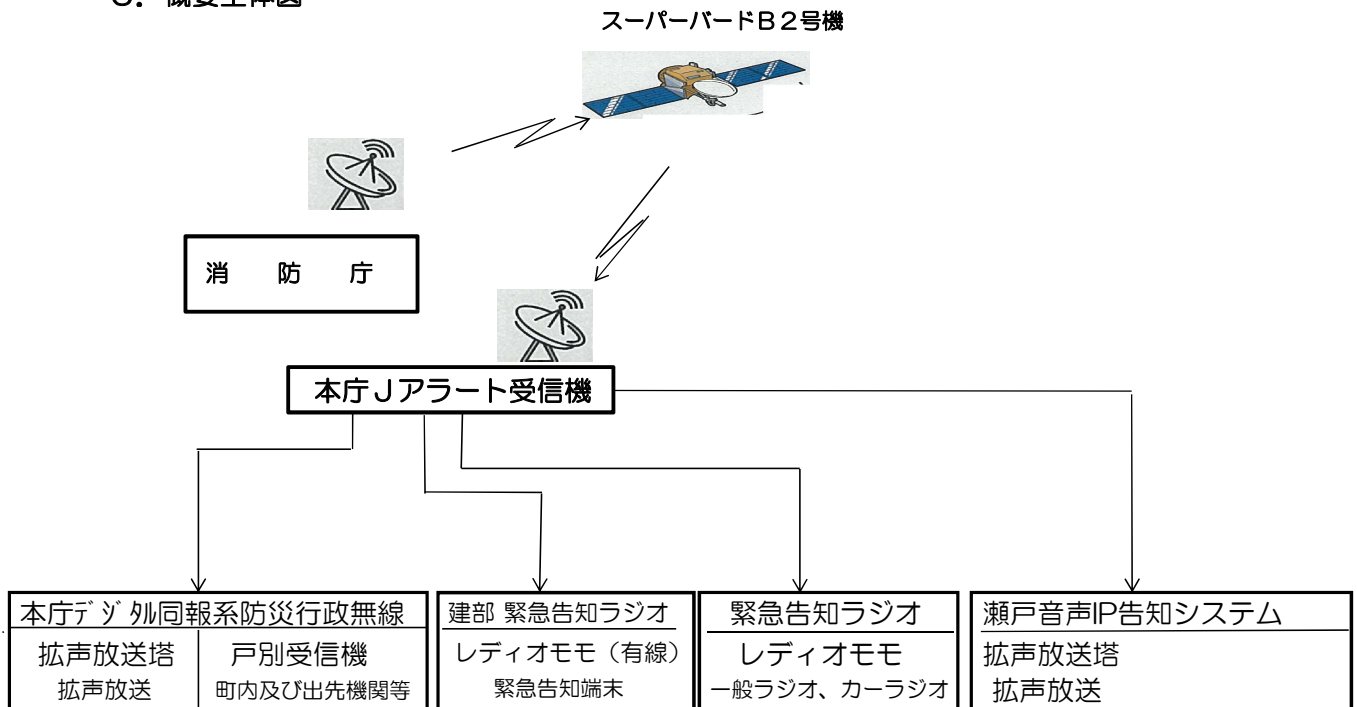 スーパーバードB2号機
消 防 庁
本庁Jアラート受信機
本庁デジタル同報系防災行政無線
拡声放送塔 戸別受信機
拡声放送 町内及び出先機関等
建部 緊急告知ラジオ
レディオモモ（有線）
緊急告知端末
緊急告知ラジオ
レディオモモ
一般ラジオ、カーラジオ
瀬戸音声IP告知システム
拡声放送塔
拡声放送